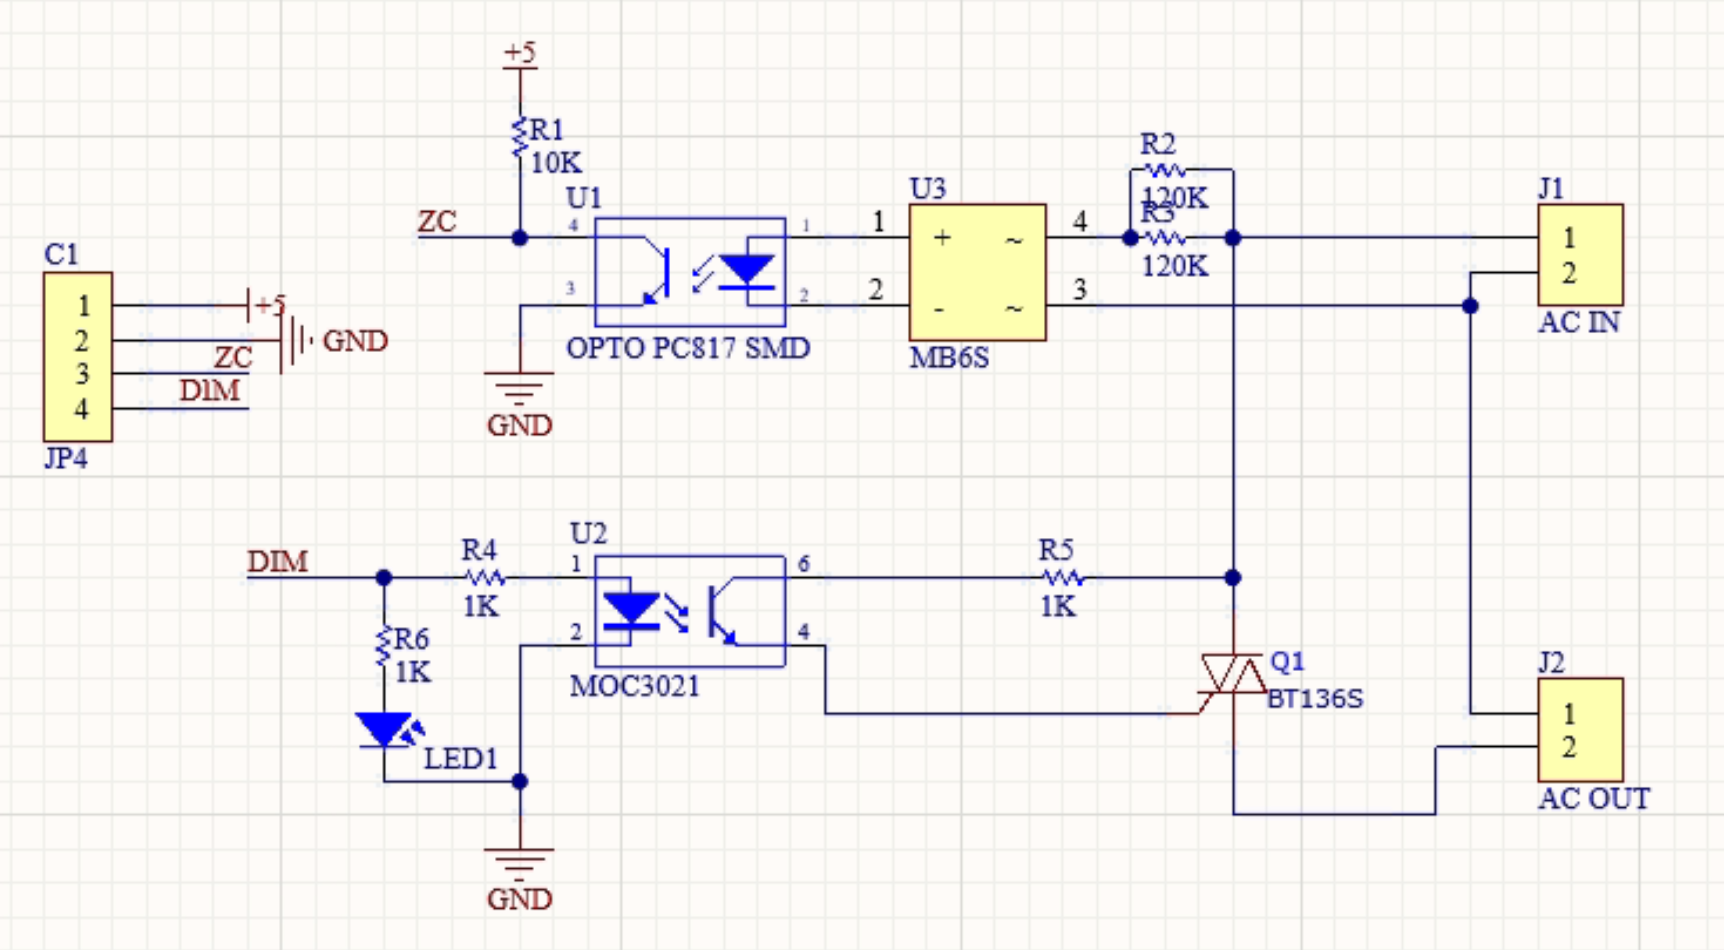 +5
R1
10K
ZC
U1
4
3
1
2
OPTO PC817 SMD
GND
U3
1
2
+
-
~
~
4
3
MB6S
R2
120K
R3
120K
J1
1
2
AC IN
C1
1
2
3
4
JP4
+5
GND
ZC
DIM
DIM
R4
1K
R6
1K
LED1
GND
U2
1
2
6
4
MOC3021
R5
1K
Q1
BT136S
J2
1
2
AC OUT